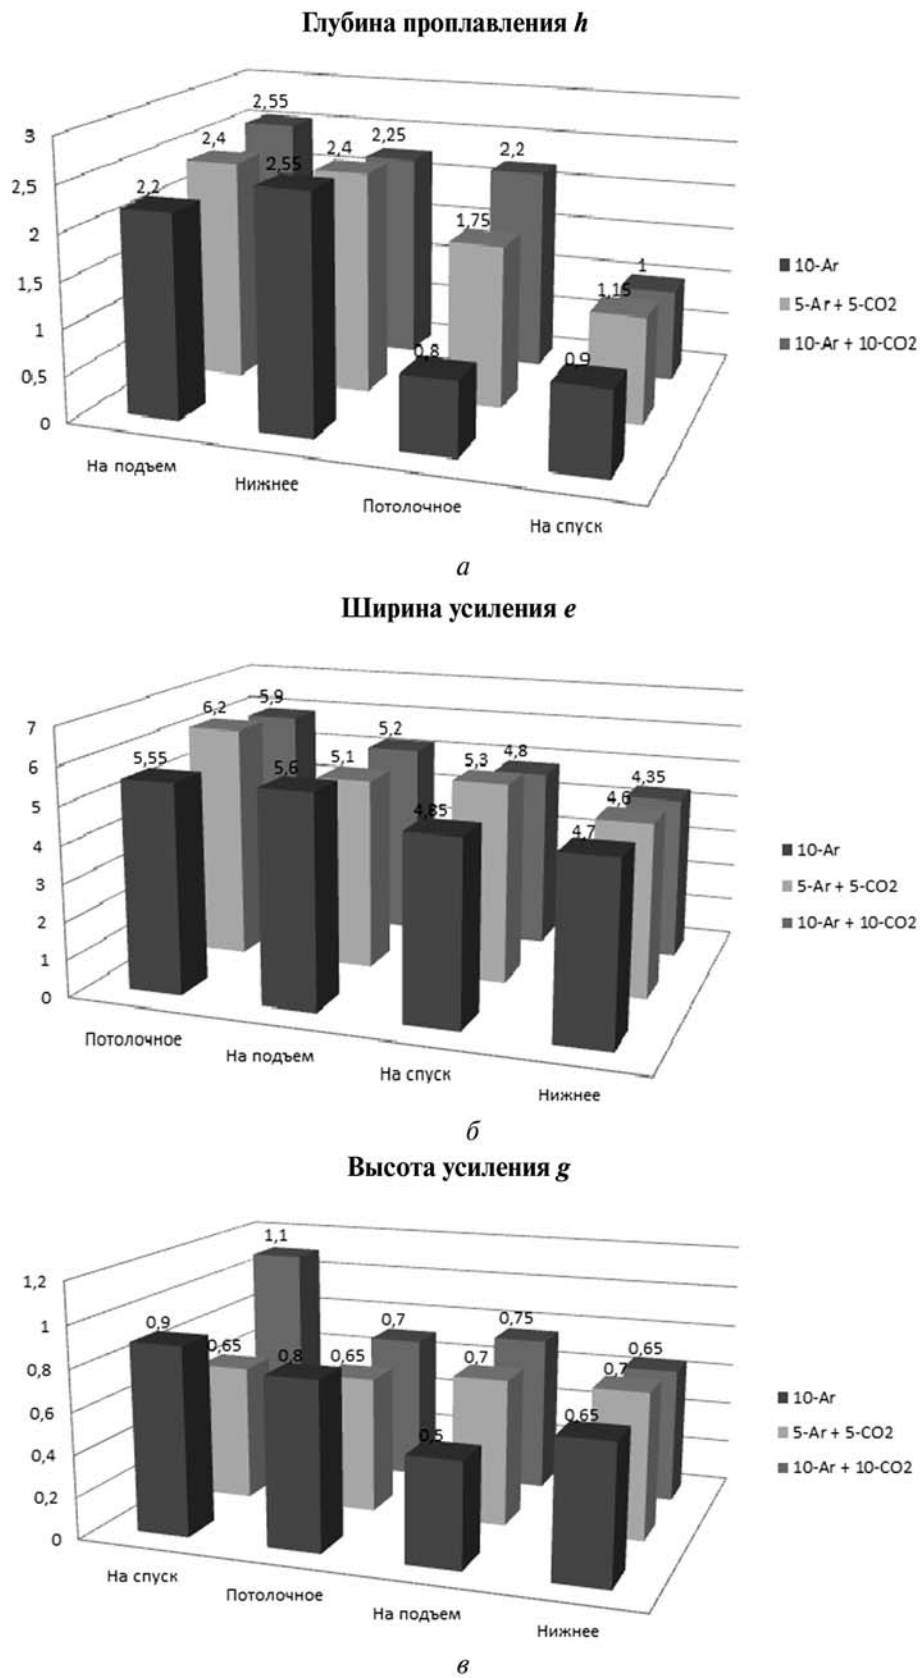 Глубина проплавления h
3
2,5
2
1,5
1
0,5
0
2,2
2,4
2,55
2,55
2,4
2,25
0,8
1,75
2,2
0,9
1,15
1
На подъем
Нижнее
Потолочное
На спуск
10-Ar
5-Ar + 5-CO2
10-Ar + 10-CO2
а
Ширина усиления e
7
6
5
4
3
2
1
0
5,55
6,2
5,9
5,6
5,1
5,2
4,85
5,3
4,8
4,7
4,6
4,35
Потолочное
На подъем
На спуск
Нижнее
10-Ar
5-Ar + 5-CO2
10-Ar + 10-CO2
б
Высота усиления g
1,2
1
0,8
0,6
0,4
0,2
0
0,9
0,65
1,1
0,8
0,65
0,7
0,5
0,7
0,75
0,65
0,7
0,65
На спуск
Потолочное
На подъем
Нижнее
10-Ar
5-Ar + 5-CO2
10-Ar + 10-CO2
в